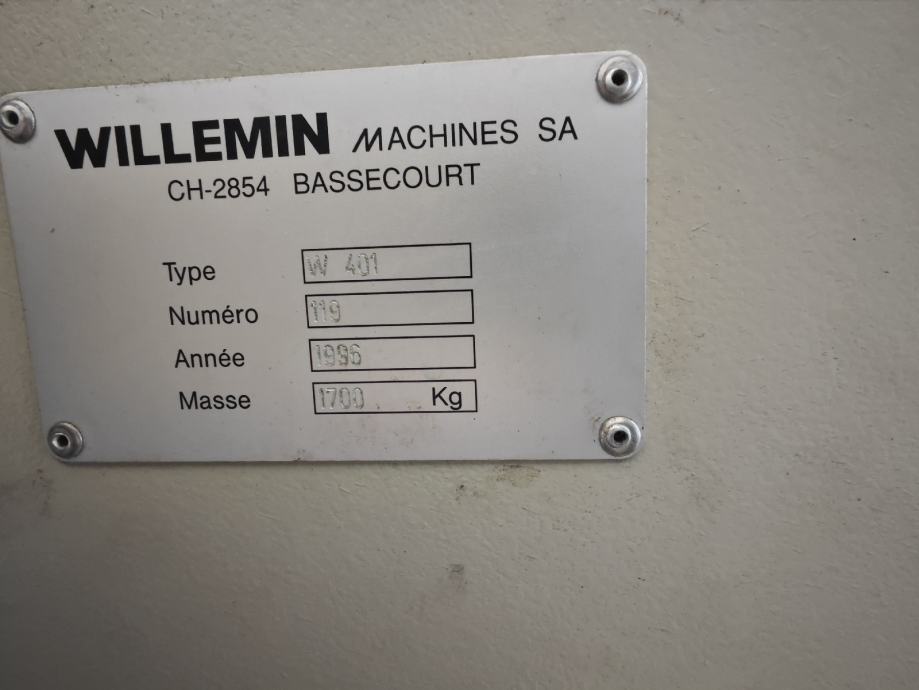 WILLEMIN MACHINES SA
CH-2854 BASSECOURT
Type W 401
Numéro 119
Année 1996
Masse 1700 Kg